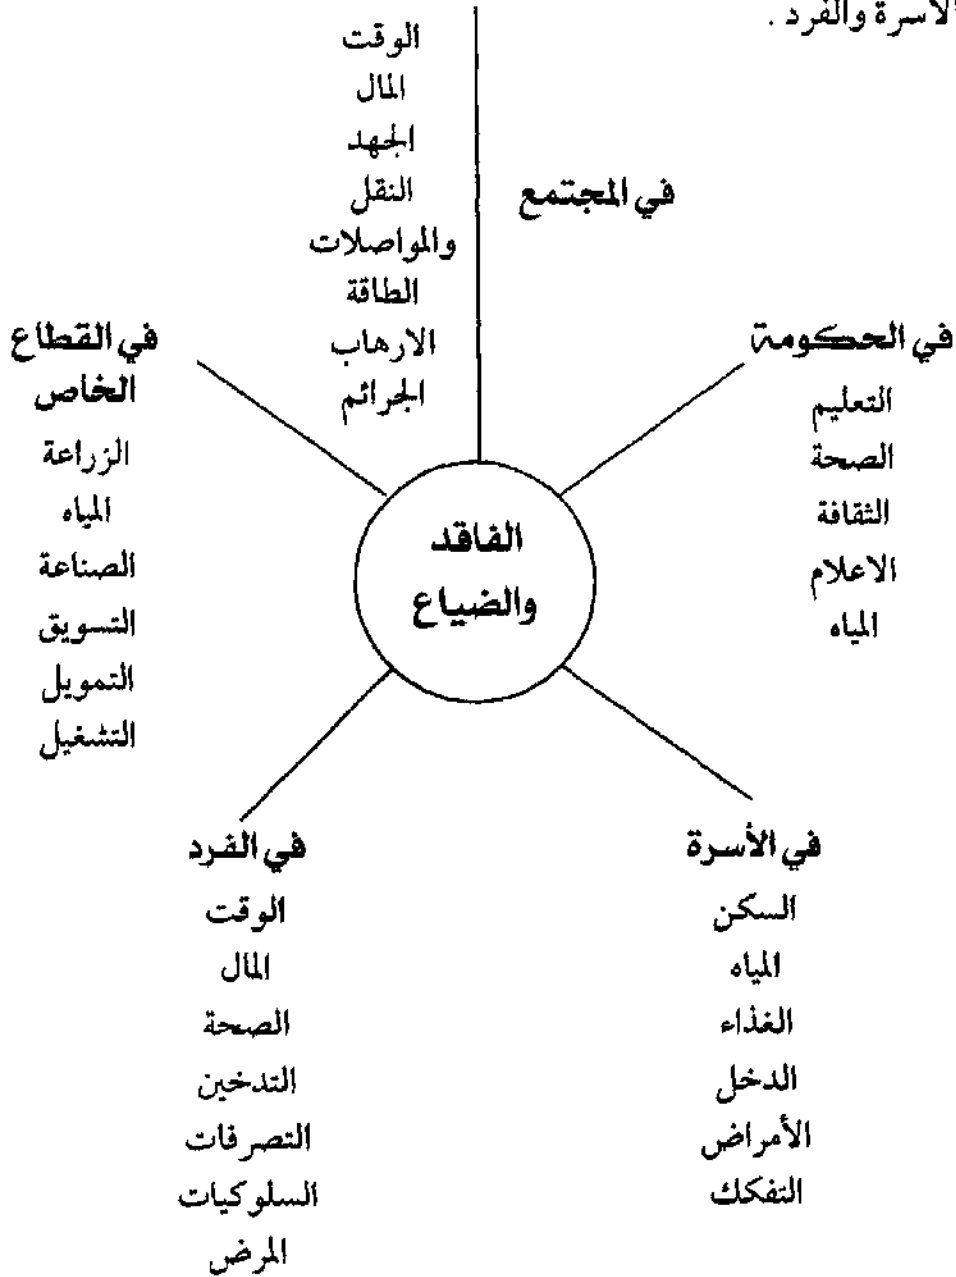 الأسرة والفرد .
في المجتمع
الوقت
المال
الجهد
النقل
والمواصلات
الطاقة
الارهاب
الجرائم
في الحكومة
التعليم
الصحة
الثقافة
الاعلام
المياه
في القطاع
الخاص
الزراعة
المياه
الصناعة
التسويق
التمويل
التشغيل
الفاقد
والضياع
في الأسرة
السكن
المياه
الغذاء
الدخل
الأمراض
التفكك
في الفرد
الوقت
المال
الصحة
التدخين
التصرفات
السلوكيات
المرض